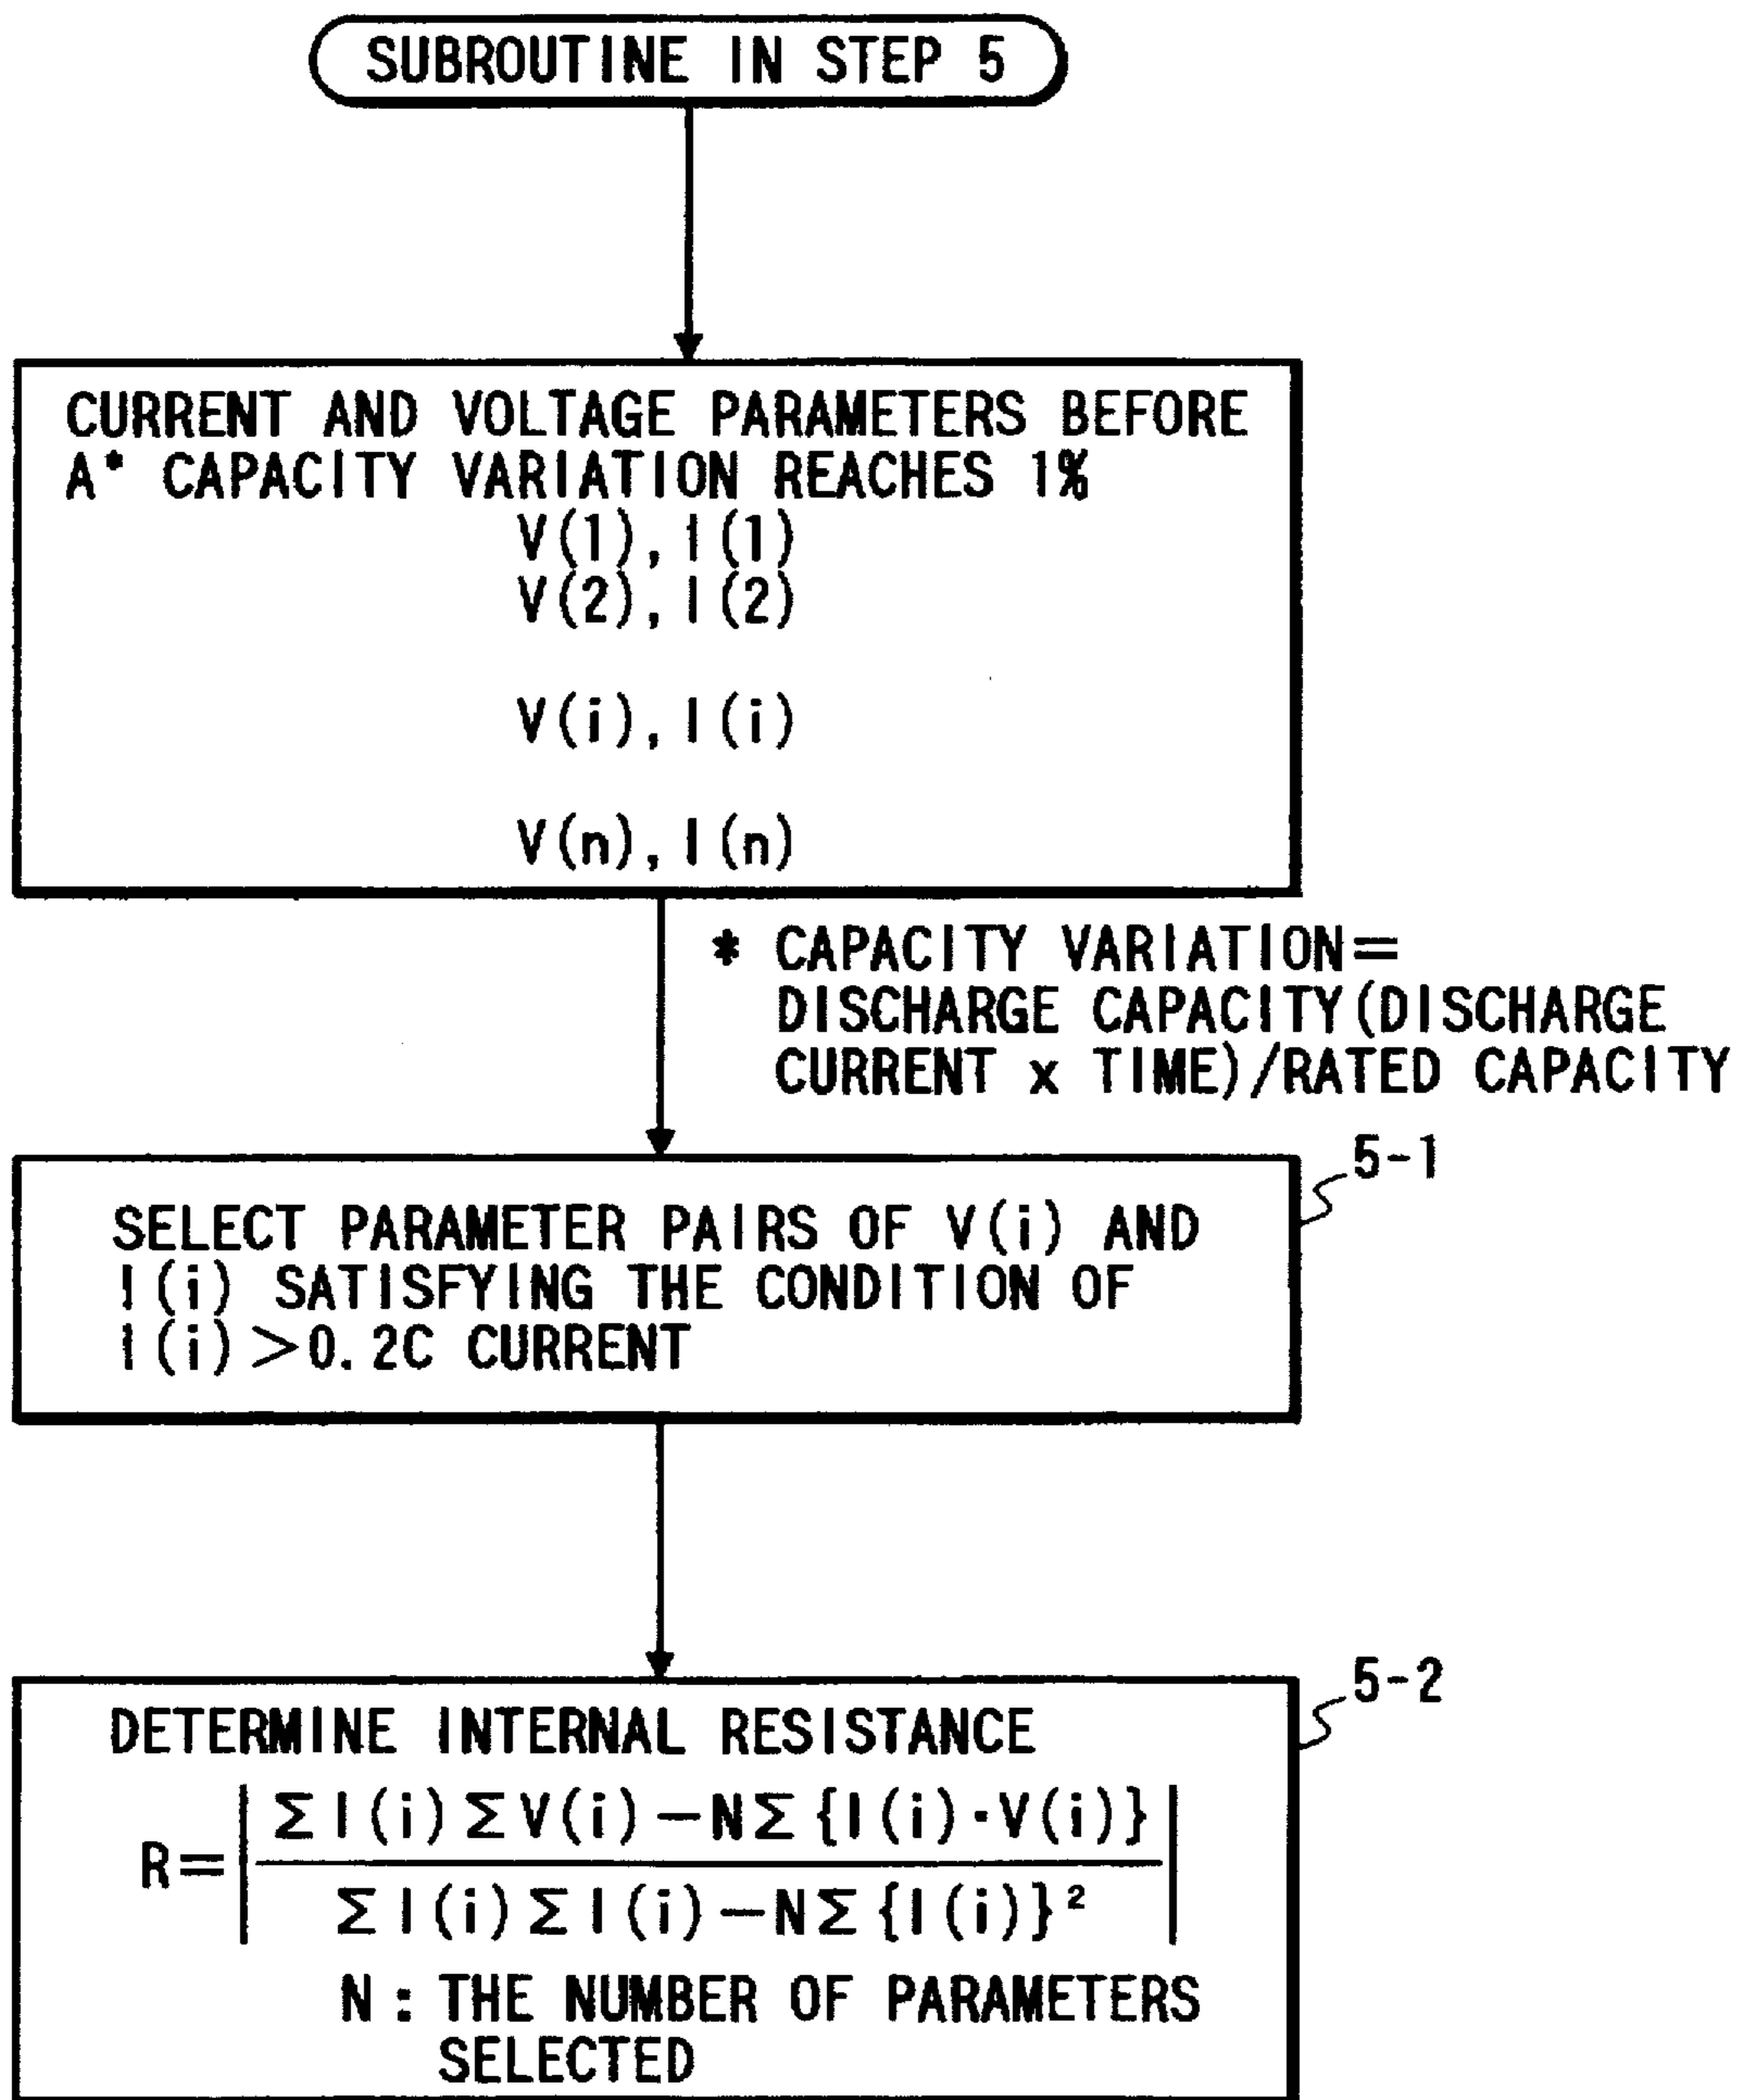 SUBROUTINE IN STEP 5
CURRENT AND VOLTAGE PARAMETERS BEFORE
A* CAPACITY VARIATION REACHES 1%
V(1), I(1)
V(2), I(2)
V(i), I(i)
V(n), I(n)
* CAPACITY VARIATION=
DISCHARGE CAPACITY(DISCHARGE
CURRENT x TIME)/RATED CAPACITY
5-1
SELECT PARAMETER PAIRS OF V(i) AND
I(i) SATISFYING THE CONDITION OF
I(i)>0.2C CURRENT
5-2
DETERMINE INTERNAL RESISTANCE
R=| ΣI(i)ΣV(i)-NΣ{I(i)·V(i)} / ΣI(i)ΣI(i)-NΣ{I(i)}² |
N: THE NUMBER OF PARAMETERS
SELECTED